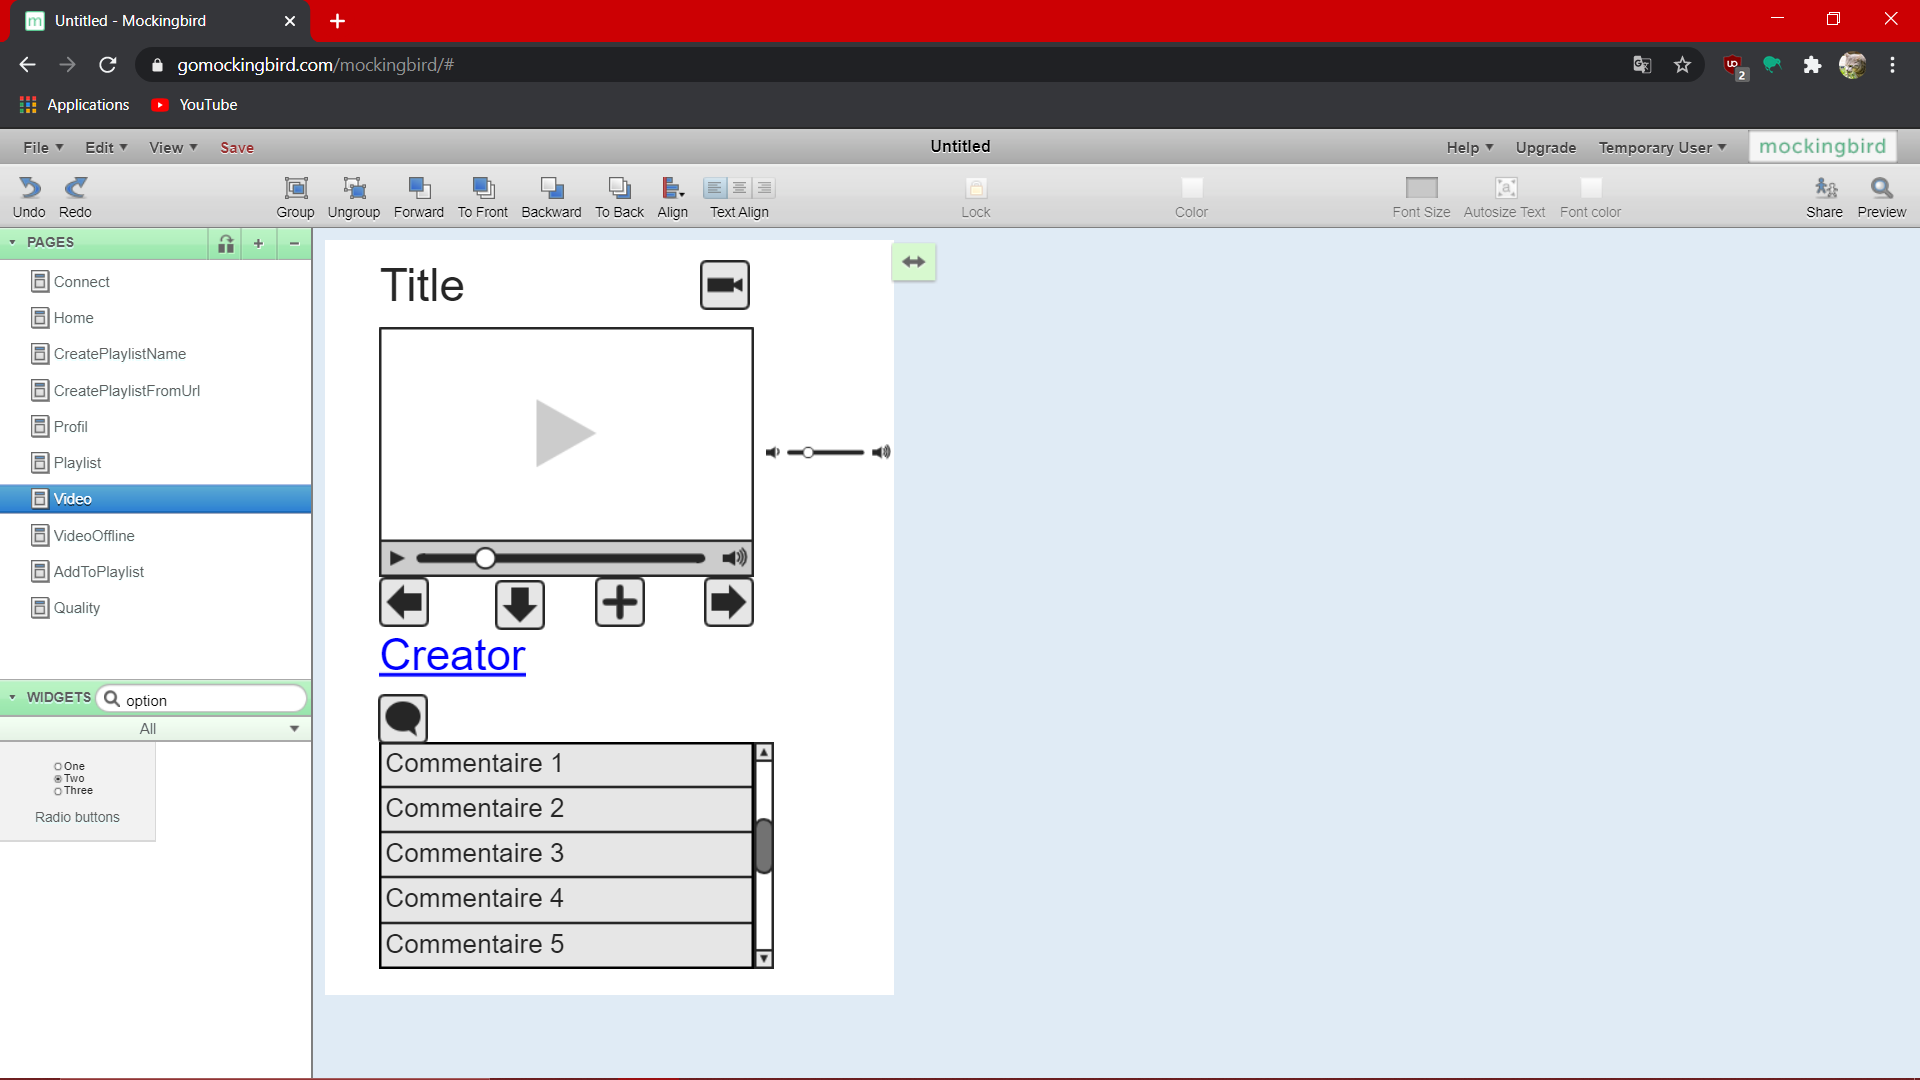 m Untitled - Mockingbird
gomockingbird.com/mockingbird/#
UD 2
Applications YouTube
File Edit View Save Untitled Help Upgrade Temporary User mockingbird
Undo Redo Group Ungroup Forward To Front Backward To Back Align Text Align Lock Color Font Size Autosize Text Font color Share Preview
PAGES
Connect
Home
CreatePlaylistName
CreatePlaylistFromUrl
Profil
Playlist
Video
VideoOffline
AddToPlaylist
Quality
WIDGETS option
All
One
Two
Three
Radio buttons
Title
Creator
Commentaire 1
Commentaire 2
Commentaire 3
Commentaire 4
Commentaire 5